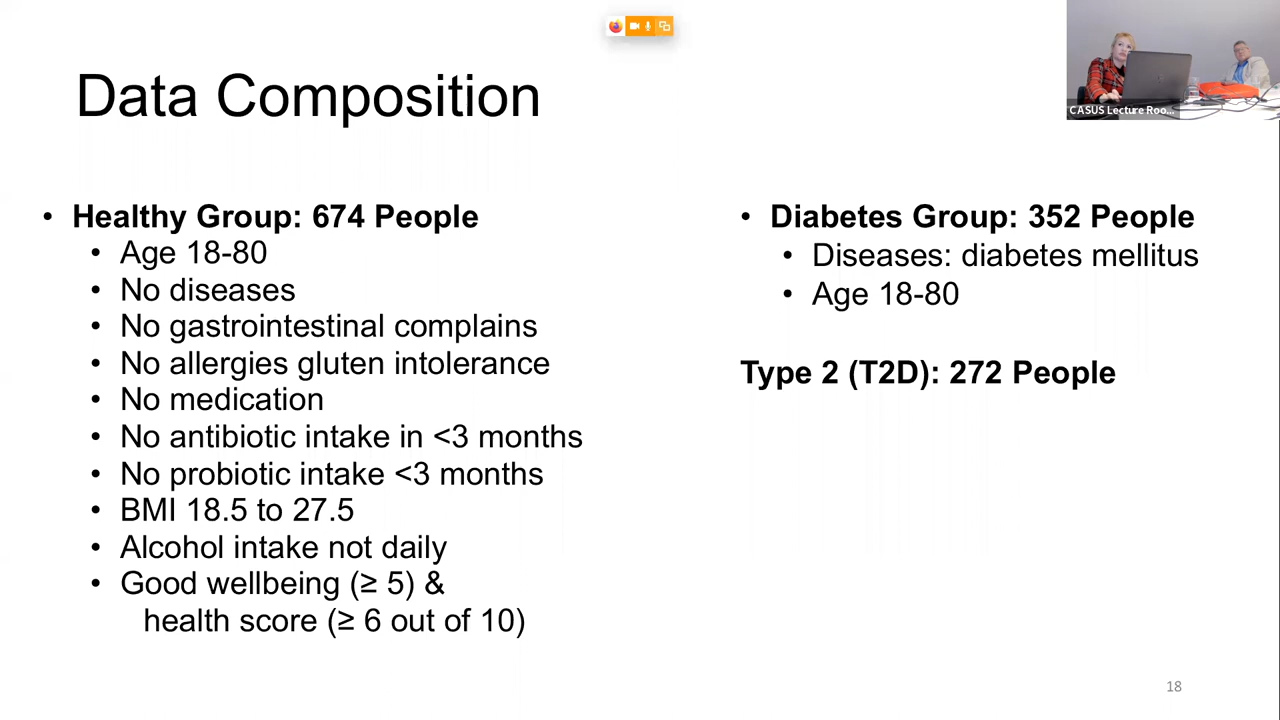 Data Composition
CASUS Lecture Roo...
• Healthy Group: 674 People
• Age 18-80
• No diseases
• No gastrointestinal complains
• No allergies gluten intolerance
• No medication
• No antibiotic intake in <3 months
• No probiotic intake <3 months
• BMI 18.5 to 27.5
• Alcohol intake not daily
• Good wellbeing (≥ 5) &
health score (≥ 6 out of 10)
• Diabetes Group: 352 People
• Diseases: diabetes mellitus
• Age 18-80
Type 2 (T2D): 272 People
18